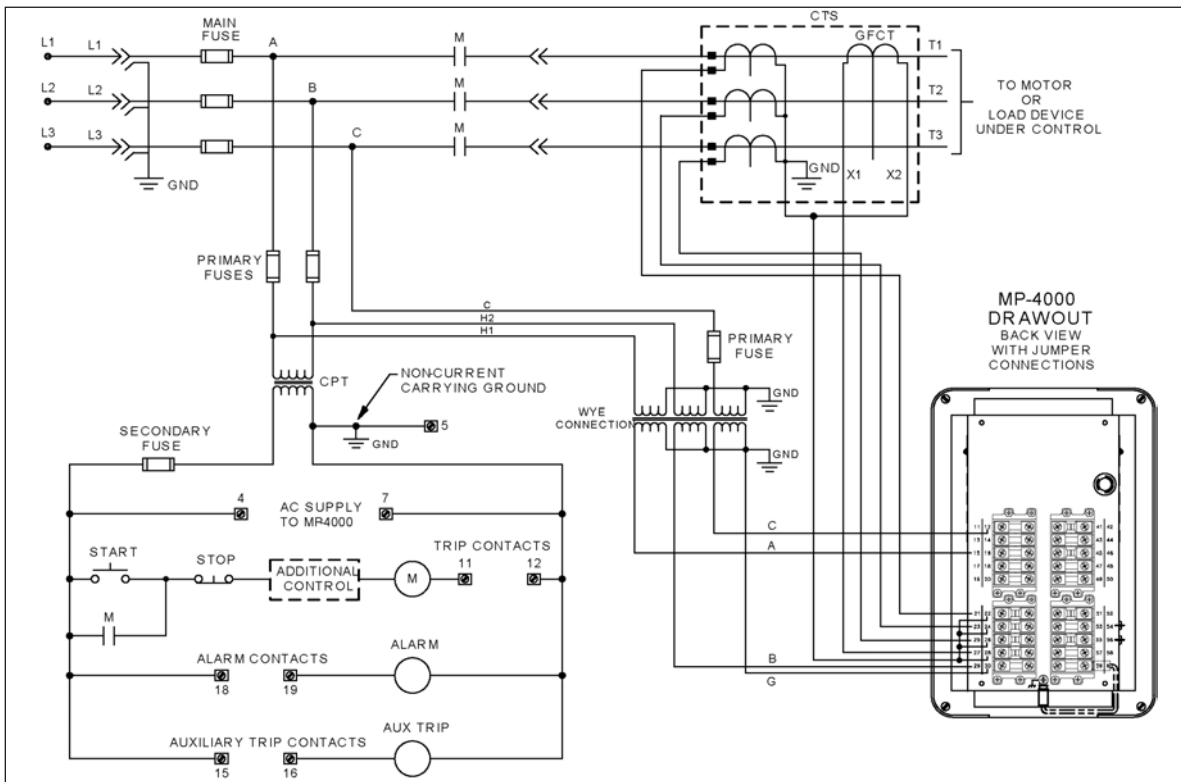 CT'S
MAIN
FUSE
GFCT
L1 L1 A M T1
L2 L2 B M T2
L3 L3 C M T3
TO MOTOR
OR
LOAD DEVICE
UNDER CONTROL
GND
GND
X1 X2
PRIMARY
FUSES
C
H2
H1
PRIMARY
FUSE
MP-4000
DRAWOUT
BACK VIEW
WITH JUMPER
CONNECTIONS
CPT
NON-CURRENT
CARRYING GROUND
GND
WYE
CONNECTION
GND
5
GND
SECONDARY
FUSE
4 AC SUPPLY 7
TO MP4000
START STOP
ADDITIONAL
CONTROL
M
TRIP CONTACTS
11 12
M
C
A
B
G
ALARM CONTACTS ALARM
18 19
AUXILIARY TRIP CONTACTS AUX TRIP
15 16